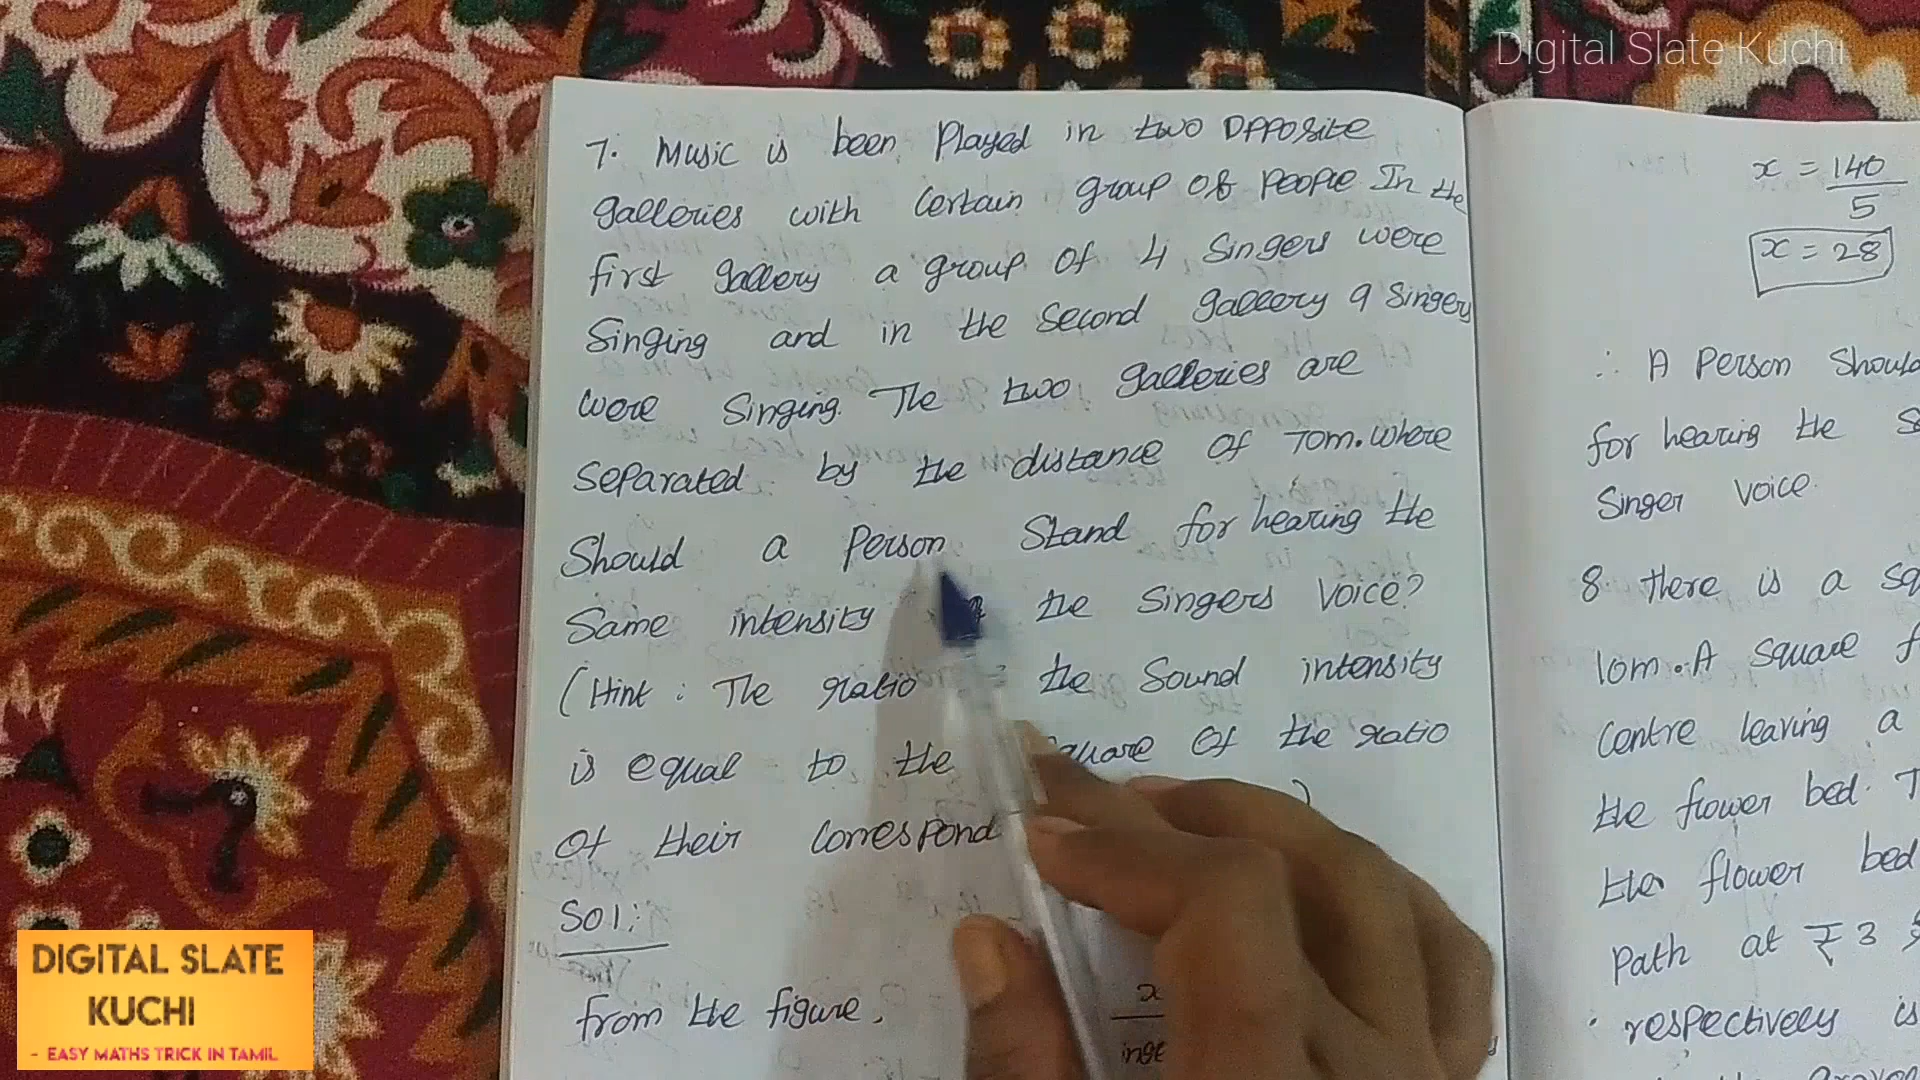 Digital Slate Kuchi
7. Music is been Played in two opposite
galleries with certain group of people. In the
first gallery a group of 4 Singers were
Singing and in the second gallery 9 Singers
were singing. The two galleries are
separated by the distance of 70m. where
Should a Person Stand for hearing the
Same intensity the Singers Voice?
(Hint : The ratio the Sound intensity
is equal to the square of the ratio
of their correspond )
Sol:
from the figure,
x
x = 140
5
x = 28
∴ A Person Should
for hearing the
Singer Voice.
8. there is a
10m. A square
centre leaving a
the flower bed.
the flower bed
Path at ₹ 3
respectively is
DIGITAL SLATE
KUCHI
- EASY MATHS TRICK IN TAMIL